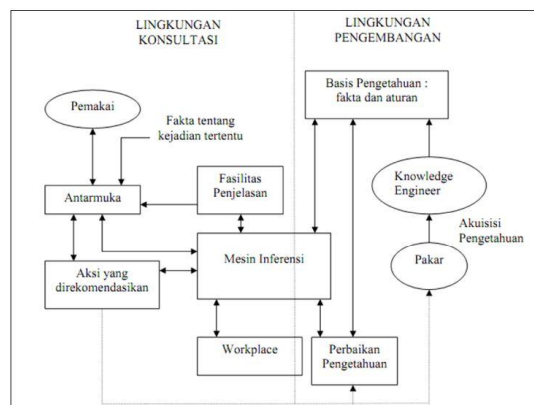 LINGKUNGAN
KONSULTASI
LINGKUNGAN
PENGEMBANGAN
Pemakai
Fakta tentang
kejadian tertentu
Basis Pengetahuan :
fakta dan aturan
Fasilitas
Penjelasan
Knowledge
Engineer
Antarmuka
Akuisisi
Pengetahuan
Aksi yang
direkomendasikan
Mesin Inferensi
Pakar
Workplace
Perbaikan
Pengetahuan